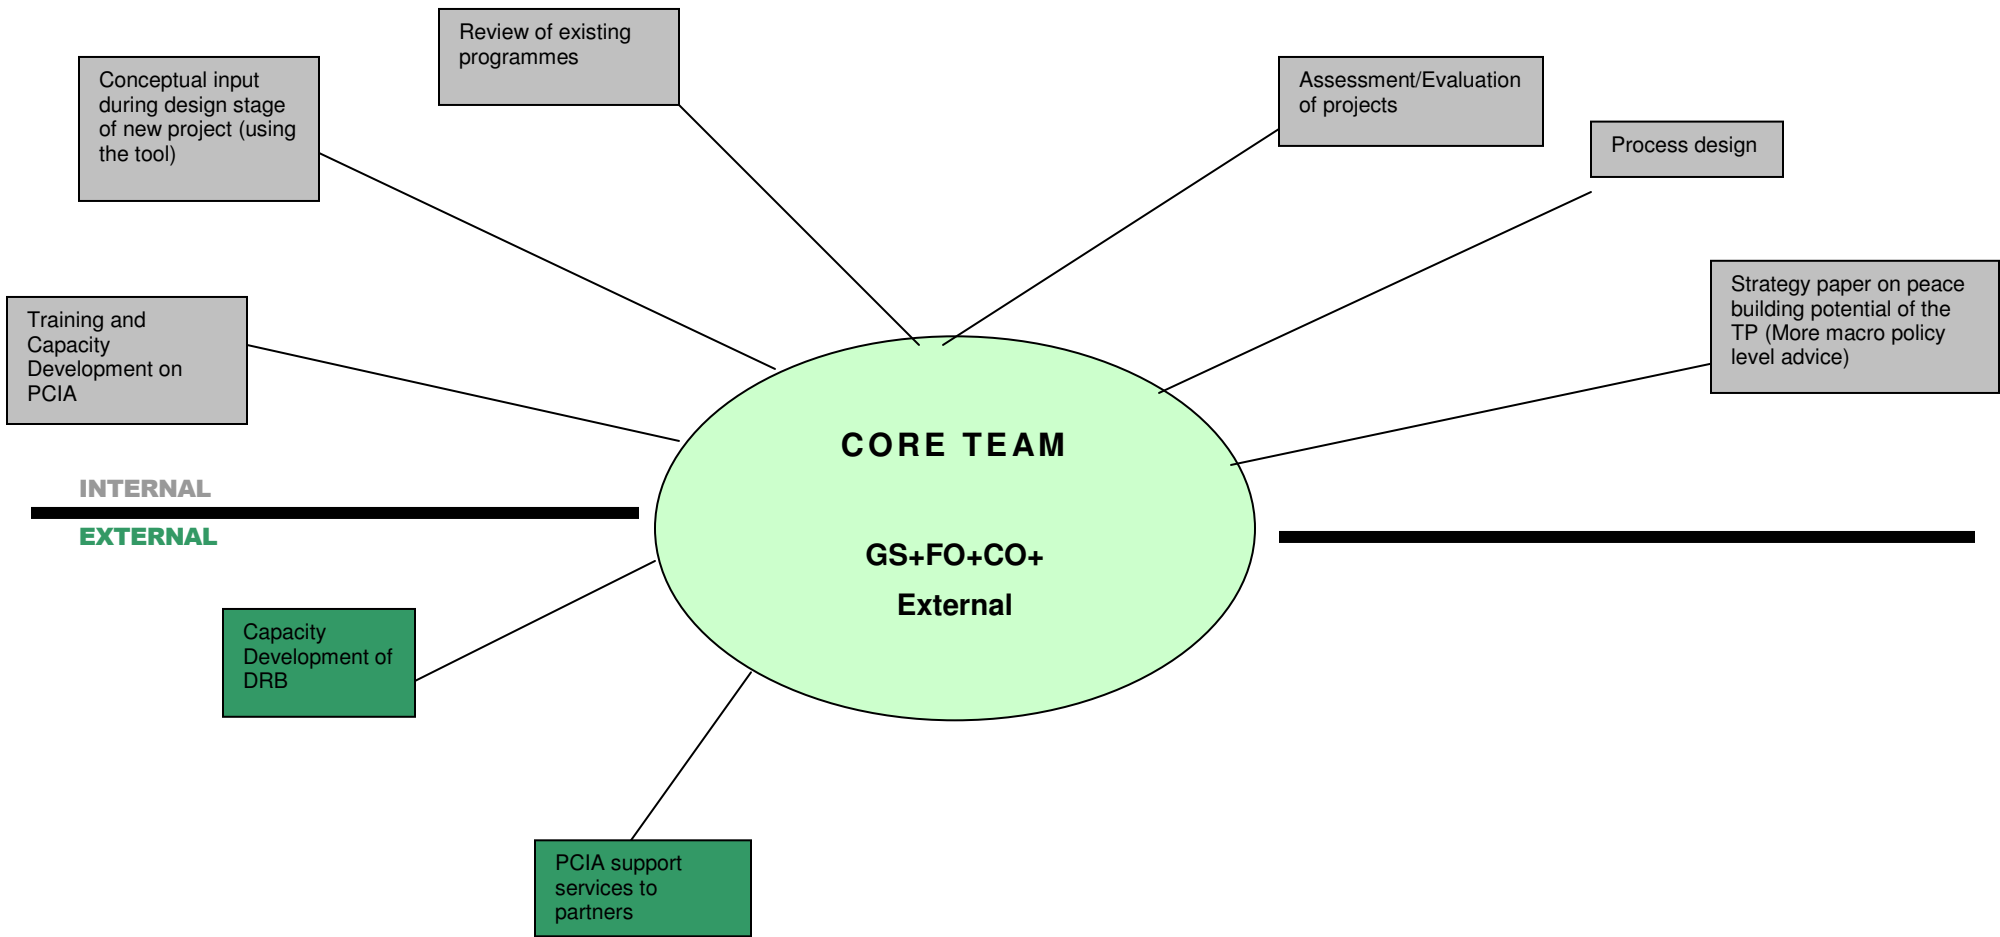 Review of existing
programmes
Conceptual input
during design stage
of new project (using
the tool)
Assessment/Evaluation
of projects
Process design
Strategy paper on peace
building potential of the
TP (More macro policy
level advice)
Training and
Capacity
Development on
PCIA
CORE TEAM
GS+FO+CO+
External
INTERNAL
EXTERNAL
Capacity
Development of
DRB
PCIA support
services to
partners